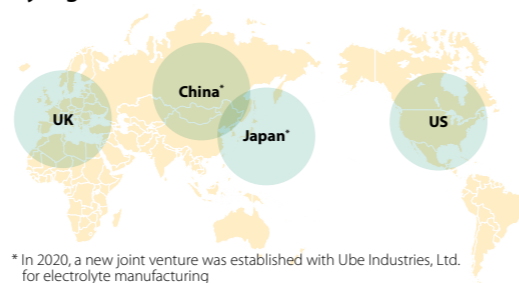 China*
UK
Japan*
US
* In 2020, a new joint venture was established with Ube Industries, Ltd.
for electrolyte manufacturing